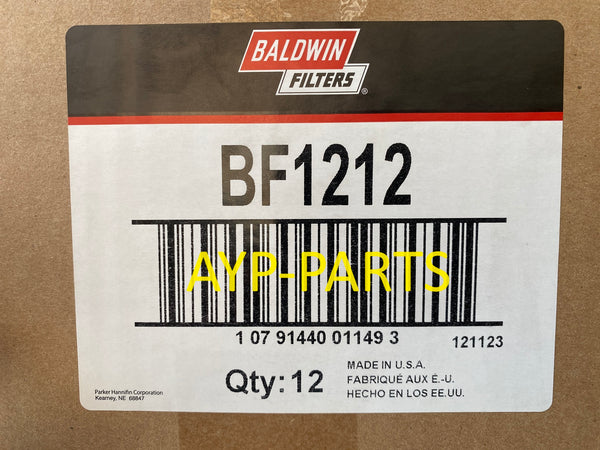 BALDWIN
FILTERS®
BF1212
AYP-PARTS
1 07 91440 01149 3
121123
Qty: 12
MADE IN U.S.A.
FABRIQUÉ AUX É.-U.
HECHO EN LOS EE.UU.
Parker Hannifin Corporation
Kearney, NE 68847